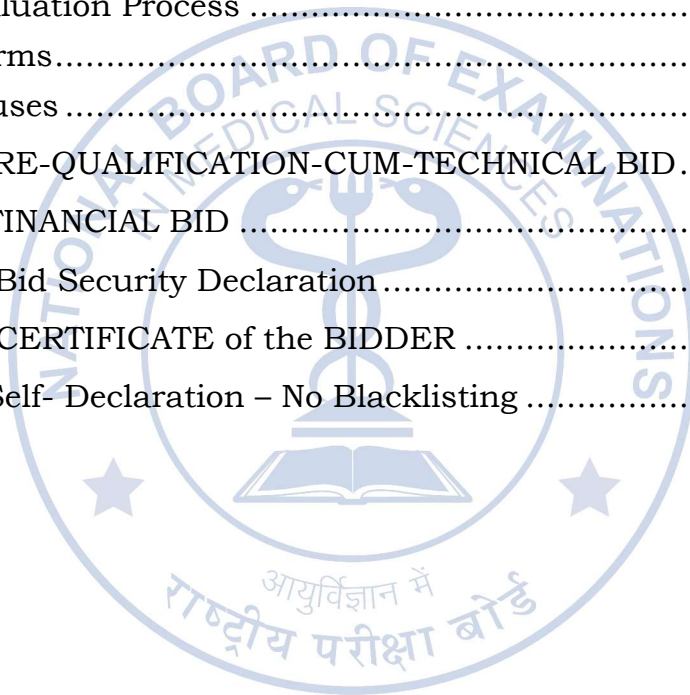 luation Process ................................................
rms................................................................
uses ...............................................................
RE-QUALIFICATION-CUM-TECHNICAL BID.
FINANCIAL BID ................................................
Bid Security Declaration .................................
CERTIFICATE of the BIDDER ........................
Self- Declaration – No Blacklisting .................
NATIONAL BOARD OF EXAMINATIONS
IN MEDICAL SCIENCES
आयुर्विज्ञान में
राष्ट्रीय परीक्षा बोर्ड